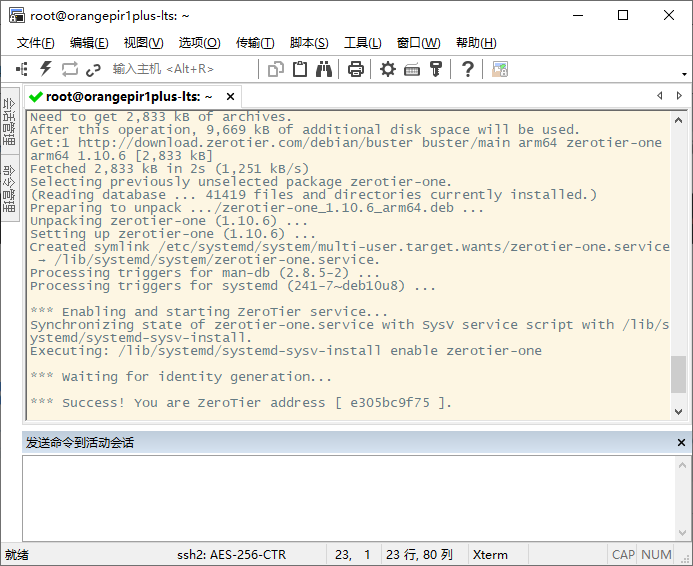 root@orangepir1plus-lts: ~
文件(F) 编辑(E) 视图(V) 选项(O) 传输(T) 脚本(S) 工具(L) 窗口(W) 帮助(H)
输入主机 <Alt+R>
root@orangepir1plus-lts: ~
会话管理
命令管理
Need to get 2,833 kB of archives.
After this operation, 9,669 kB of additional disk space will be used.
Get:1 http://download.zerotier.com/debian/buster buster/main arm64 zerotier-one
arm64 1.10.6 [2,833 kB]
Fetched 2,833 kB in 2s (1,251 kB/s)
Selecting previously unselected package zerotier-one.
(Reading database ... 41419 files and directories currently installed.)
Preparing to unpack .../zerotier-one_1.10.6_arm64.deb ...
Unpacking zerotier-one (1.10.6) ...
Setting up zerotier-one (1.10.6) ...
Created symlink /etc/systemd/system/multi-user.target.wants/zerotier-one.service
→ /lib/systemd/system/zerotier-one.service.
Processing triggers for man-db (2.8.5-2) ...
Processing triggers for systemd (241-7~deb10u8) ...
*** Enabling and starting ZeroTier service...
Synchronizing state of zerotier-one.service with SysV service script with /lib/s
ystemd/systemd-sysv-install.
Executing: /lib/systemd/systemd-sysv-install enable zerotier-one
*** Waiting for identity generation...
*** Success! You are ZeroTier address [ e305bc9f75 ].
发送命令到活动会话
就绪 ssh2: AES-256-CTR 23, 1 23 行, 80 列 Xterm CAP NUM